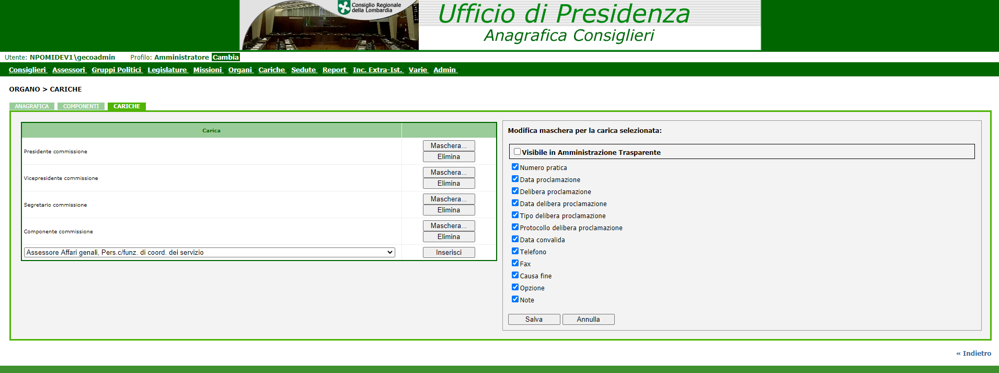 Consiglio Regionale
della Lombardia
Ufficio di Presidenza
Anagrafica Consiglieri
Utente: NPOMIDEV1\gecoadmin Profilo: Amministratore Cambia
Consiglieri - Assessori - Gruppi Politici - Legislature - Missioni - Organi - Cariche - Sedute - Report - Inc. Extra-Ist. - Varie - Admin -
ORGANO > CARICHE
ANAGRAFICA COMPONENTI CARICHE
Carica
Presidente commissione
Maschera...
Elimina
Vicepresidente commissione
Maschera...
Elimina
Segretario commissione
Maschera...
Elimina
Componente commissione
Maschera...
Elimina
Assessore Affari genali, Pers.c/funz. di coord. dei servizio
Inserisci
Modifica maschera per la carica selezionata:
Visibile in Amministrazione Trasparente
Numero pratica
Data proclamazione
Delibera proclamazione
Data delibera proclamazione
Tipo delibera proclamazione
Protocollo delibera proclamazione
Data convalida
Telefono
Fax
Causa fine
Opzione
Note
Salva Annulla
« Indietro